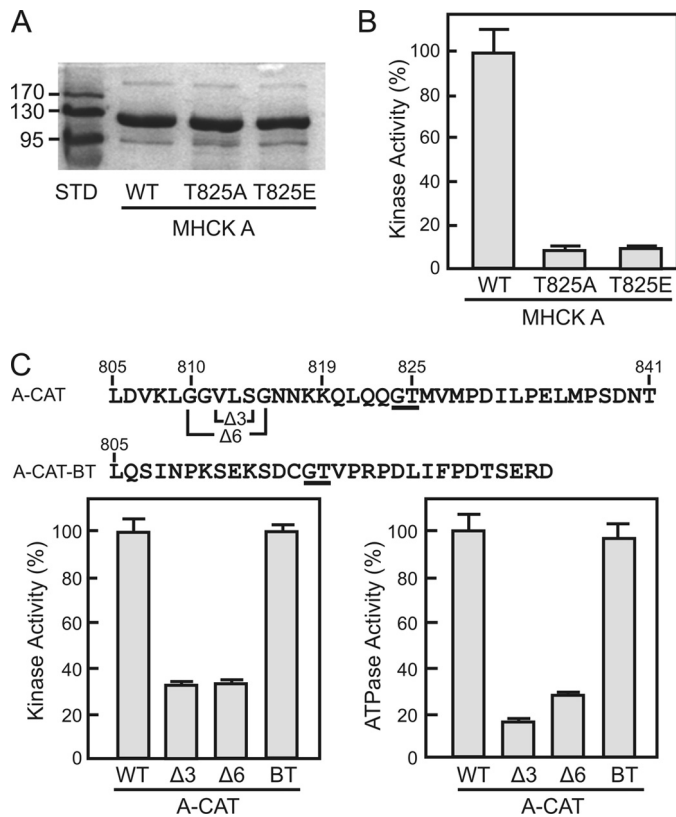 A
170
130
95
STD
WT T825A T825E
MHCK A
B
Kinase Activity (%)
100
80
60
40
20
0
WT T825A T825E
MHCK A
C
805 810 819 825 841
A-CAT LDVKLGGVLSGNNKKQLQQGTMVMPDILPELMPSDNT
Δ3
Δ6
805
A-CAT-BT LQSINPKSEKSDCGTVPRPDLIFPDTSERD
Kinase Activity (%)
100
80
60
40
20
0
WT Δ3 Δ6 BT
A-CAT
ATPase Activity (%)
100
80
60
40
20
0
WT Δ3 Δ6 BT
A-CAT